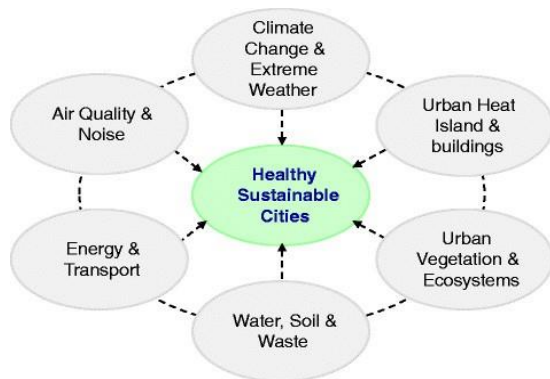 Climate
Change &
Extreme
Weather
Air Quality &
Noise
Urban Heat
Island &
buildings
Healthy
Sustainable
Cities
Energy &
Transport
Urban
Vegetation &
Ecosystems
Water, Soil &
Waste